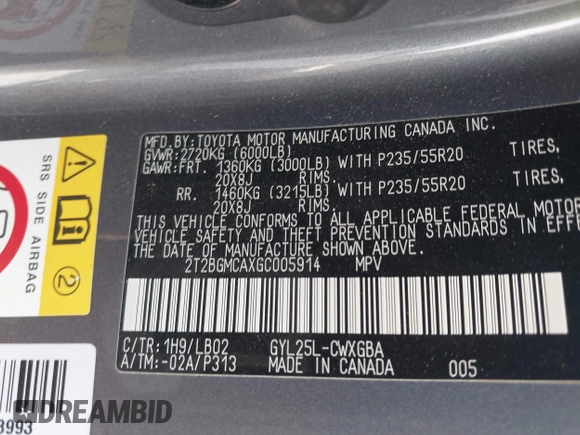 MFD.BY:TOYOTA MOTOR MANUFACTURING CANADA INC.
GVWR:2720KG (6000LB)
GAWR:FRT. 1360KG (3000LB) WITH P235/55R20 TIRES,
20X8J RIMS.
RR. 1460KG (3215LB) WITH P235/55R20 TIRES,
20X8J RIMS.
THIS VEHICLE CONFORMS TO ALL APPLICABLE FEDERAL MOTOR
VEHICLE SAFETY AND THEFT PREVENTION STANDARDS IN EFFE
THE DATE OF MANUFACTURE SHOWN ABOVE.
2T2BGMCAXGC005914 MPV
C/TR:1H9/LB02 GYL25L-CWXGBA
A/TM:-02A/P313 MADE IN CANADA 005
SRS SIDE AIRBAG
2
3993
DREAMBID